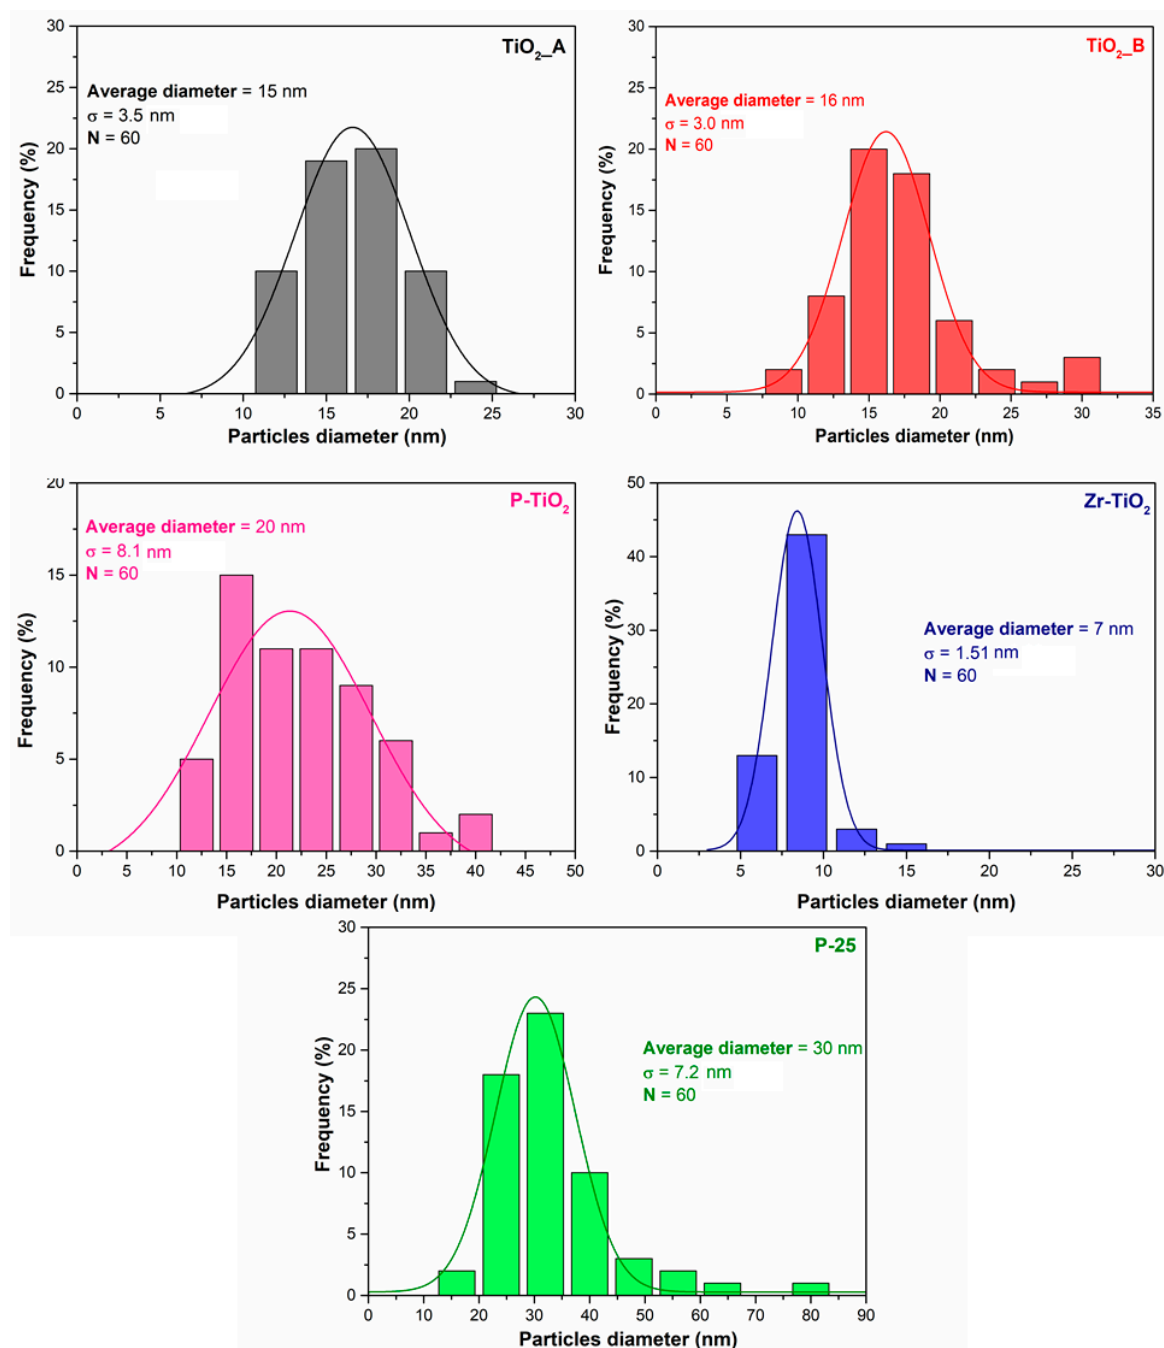 TiO2_A
Average diameter = 15 nm
σ = 3.5 nm
N = 60
Frequency (%)
30
25
20
15
10
5
0
0 5 10 15 20 25 30
Particles diameter (nm)
TiO2_B
Average diameter = 16 nm
σ = 3.0 nm
N = 60
Frequency (%)
30
25
20
15
10
5
0
0 5 10 15 20 25 30 35
Particles diameter (nm)
P-TiO2
Average diameter = 20 nm
σ = 8.1 nm
N = 60
Frequency (%)
20
15
10
5
0
0 5 10 15 20 25 30 35 40 45 50
Particles diameter (nm)
Zr-TiO2
Average diameter = 7 nm
σ = 1.51 nm
N = 60
Frequency (%)
50
40
30
20
10
0
0 5 10 15 20 25 30
Particles diameter (nm)
P-25
Average diameter = 30 nm
σ = 7.2 nm
N = 60
Frequency (%)
30
25
20
15
10
5
0
0 10 20 30 40 50 60 70 80 90
Particles diameter (nm)